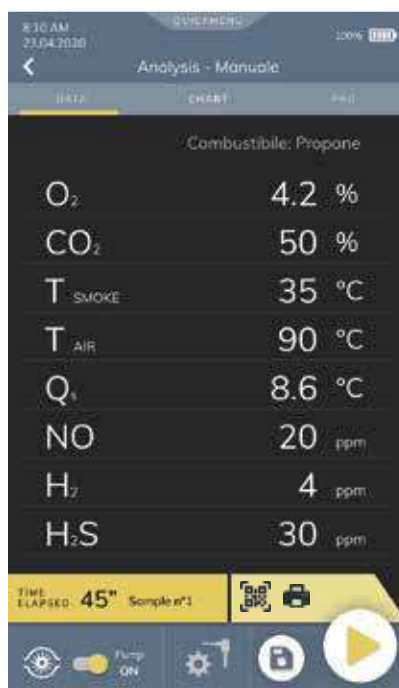 8:10 AM
QUICKMENU
100%
23.04.2020
Analysis - Manuale
DATA CHART PRO
Combustibile: Propane
O₂ 4.2 %
CO₂ 50 %
T SMOKE 35 °C
T AIR 90 °C
Qs 8.6 °C
NO 20 ppm
H₂ 4 ppm
H₂S 30 ppm
TIME
ELAPSED 45" Sample n°1
Pump
ON